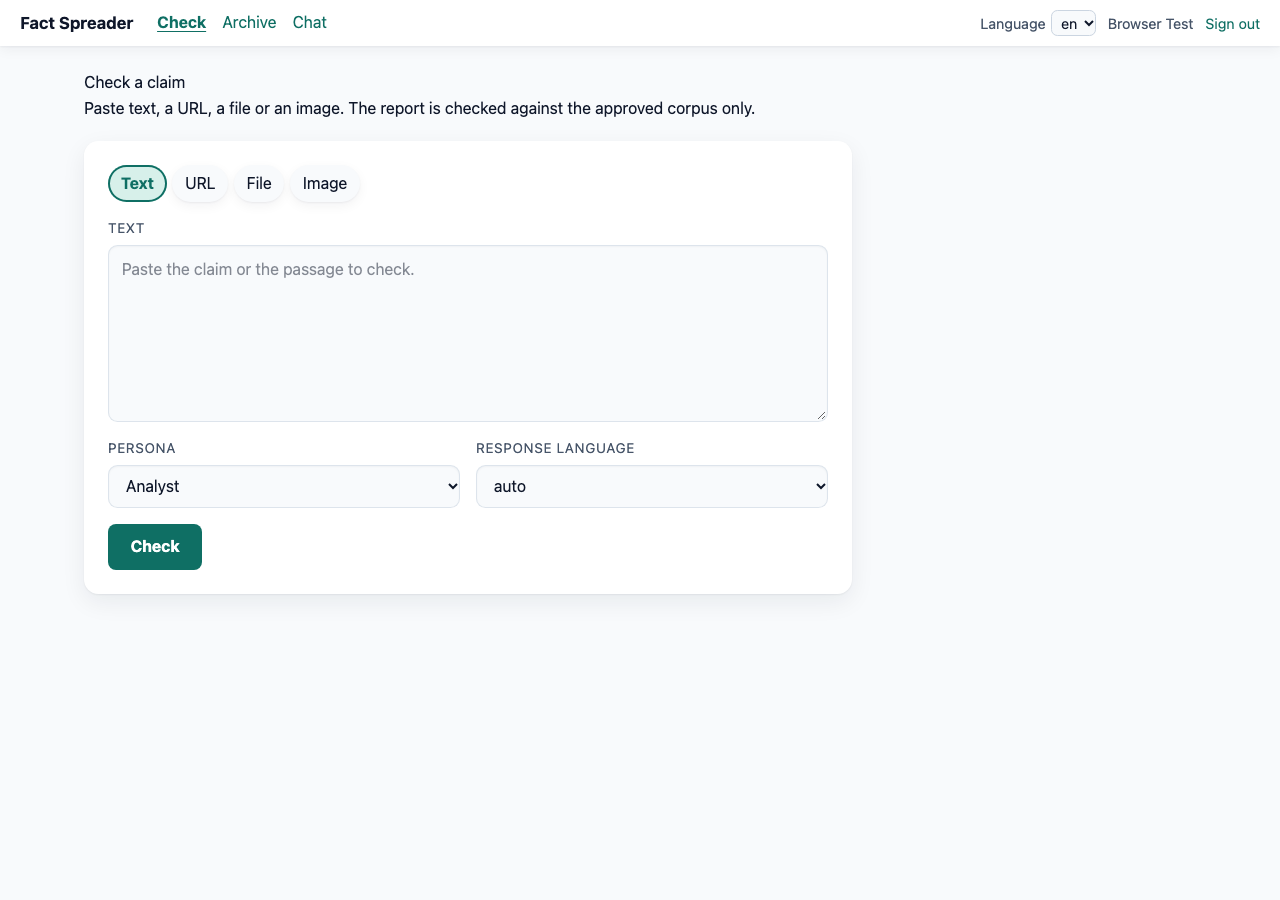 Fact Spreader Check Archive Chat Language en Browser Test Sign out
Check a claim
Paste text, a URL, a file or an image. The report is checked against the approved corpus only.
Text URL File Image
TEXT
Paste the claim or the passage to check.
PERSONA RESPONSE LANGUAGE
Analyst auto
Check